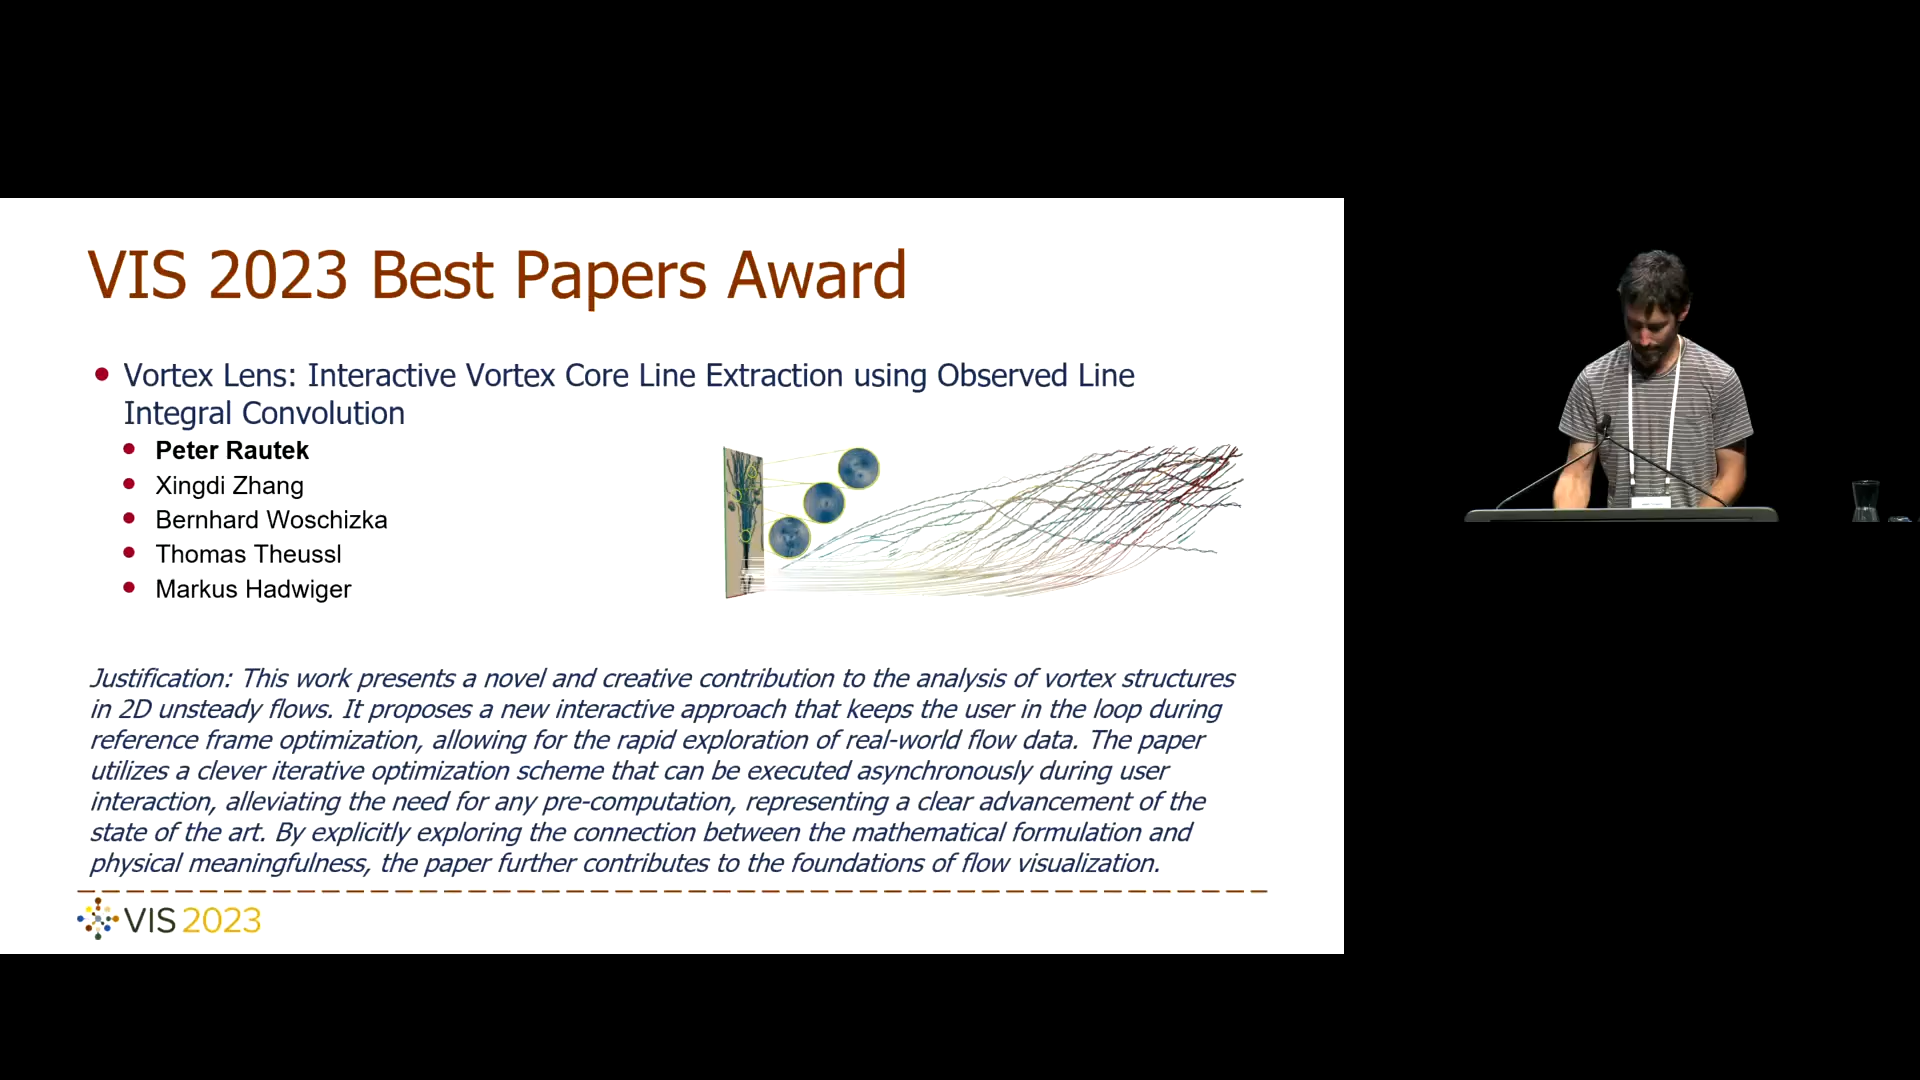 VIS 2023 Best Papers Award
Vortex Lens: Interactive Vortex Core Line Extraction using Observed Line
Integral Convolution
Peter Rautek
Xingdi Zhang
Bernhard Woschizka
Thomas Theussl
Markus Hadwiger
Justification: This work presents a novel and creative contribution to the analysis of vortex structures
in 2D unsteady flows. It proposes a new interactive approach that keeps the user in the loop during
reference frame optimization, allowing for the rapid exploration of real-world flow data. The paper
utilizes a clever iterative optimization scheme that can be executed asynchronously during user
interaction, alleviating the need for any pre-computation, representing a clear advancement of the
state of the art. By explicitly exploring the connection between the mathematical formulation and
physical meaningfulness, the paper further contributes to the foundations of flow visualization.
VIS 2023